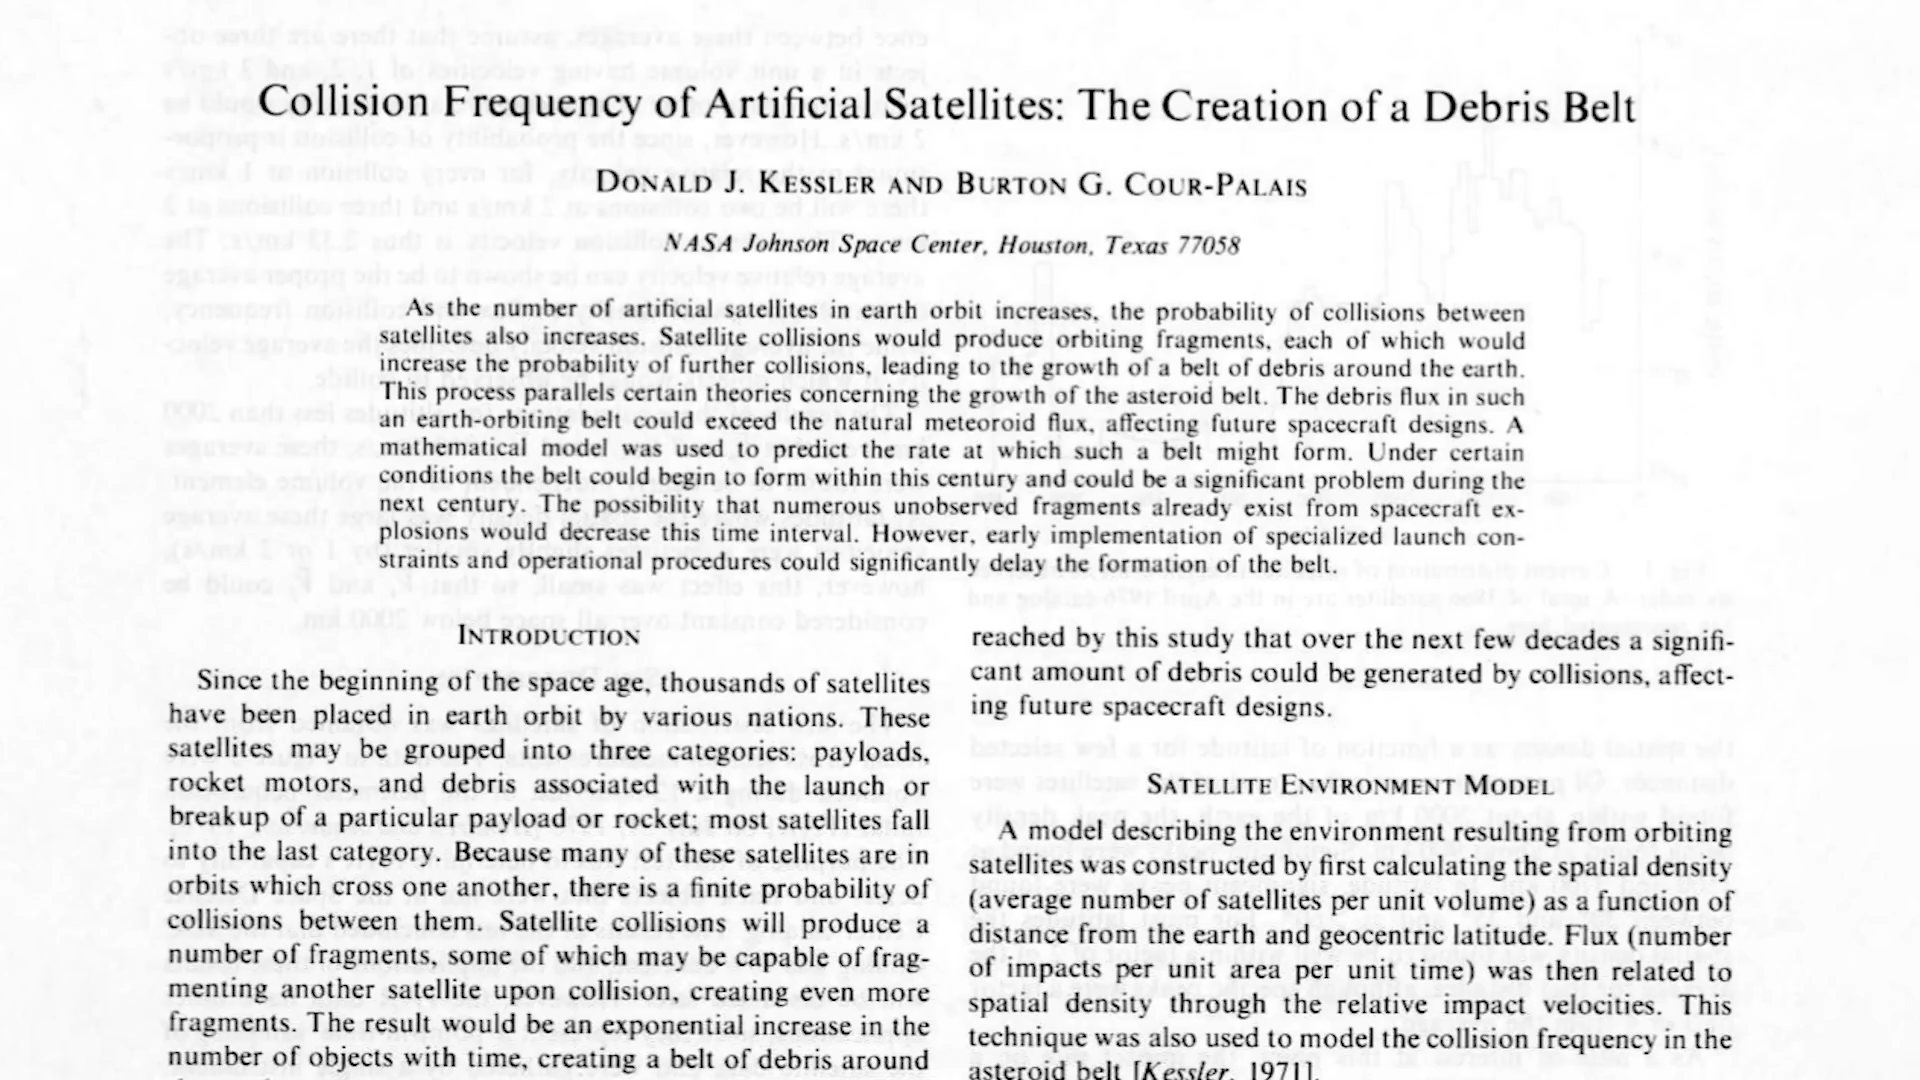 Collision Frequency of Artificial Satellites: The Creation of a Debris Belt
DONALD J. KESSLER AND BURTON G. COUR-PALAIS
NASA Johnson Space Center, Houston, Texas 77058
As the number of artificial satellites in earth orbit increases, the probability of collisions between
satellites also increases. Satellite collisions would produce orbiting fragments, each of which would
increase the probability of further collisions, leading to the growth of a belt of debris around the earth.
This process parallels certain theories concerning the growth of the asteroid belt. The debris flux in such
an earth-orbiting belt could exceed the natural meteoroid flux, affecting future spacecraft designs. A
mathematical model was used to predict the rate at which such a belt might form. Under certain
conditions the belt could begin to form within this century and could be a significant problem during the
next century. The possibility that numerous unobserved fragments already exist from spacecraft ex-
plosions would decrease this time interval. However, early implementation of specialized launch con-
straints and operational procedures could significantly delay the formation of the belt.
INTRODUCTION
Since the beginning of the space age, thousands of satellites
have been placed in earth orbit by various nations. These
satellites may be grouped into three categories: payloads,
rocket motors, and debris associated with the launch or
breakup of a particular payload or rocket; most satellites fall
into the last category. Because many of these satellites are in
orbits which cross one another, there is a finite probability of
collisions between them. Satellite collisions will produce a
number of fragments, some of which may be capable of frag-
menting another satellite upon collision, creating even more
fragments. The result would be an exponential increase in the
number of objects with time, creating a belt of debris around
reached by this study that over the next few decades a signifi-
cant amount of debris could be generated by collisions, affect-
ing future spacecraft designs.
SATELLITE ENVIRONMENT MODEL
A model describing the environment resulting from orbiting
satellites was constructed by first calculating the spatial density
(average number of satellites per unit volume) as a function of
distance from the earth and geocentric latitude. Flux (number
of impacts per unit area per unit time) was then related to
spatial density through the relative impact velocities. This
technique was also used to model the collision frequency in the
asteroid belt [Kessler, 1971].